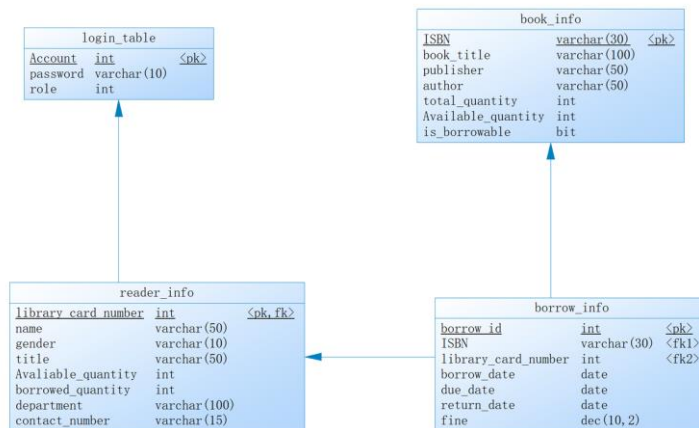 login_table
Account int <pk>
password varchar(10)
role int
book_info
ISBN varchar(30) <pk>
book_title varchar(100)
publisher varchar(50)
author varchar(50)
total_quantity int
Available_quantity int
is_borrowable bit
reader_info
library_card_number int <pk,fk>
name varchar(50)
gender varchar(10)
title varchar(50)
Avaliable_quantity int
borrowed_quantity int
department varchar(100)
contact_number varchar(15)
borrow_info
borrow_id int <pk>
ISBN varchar(30) <fk1>
library_card_number int <fk2>
borrow_date date
due_date date
return_date date
fine dec(10,2)